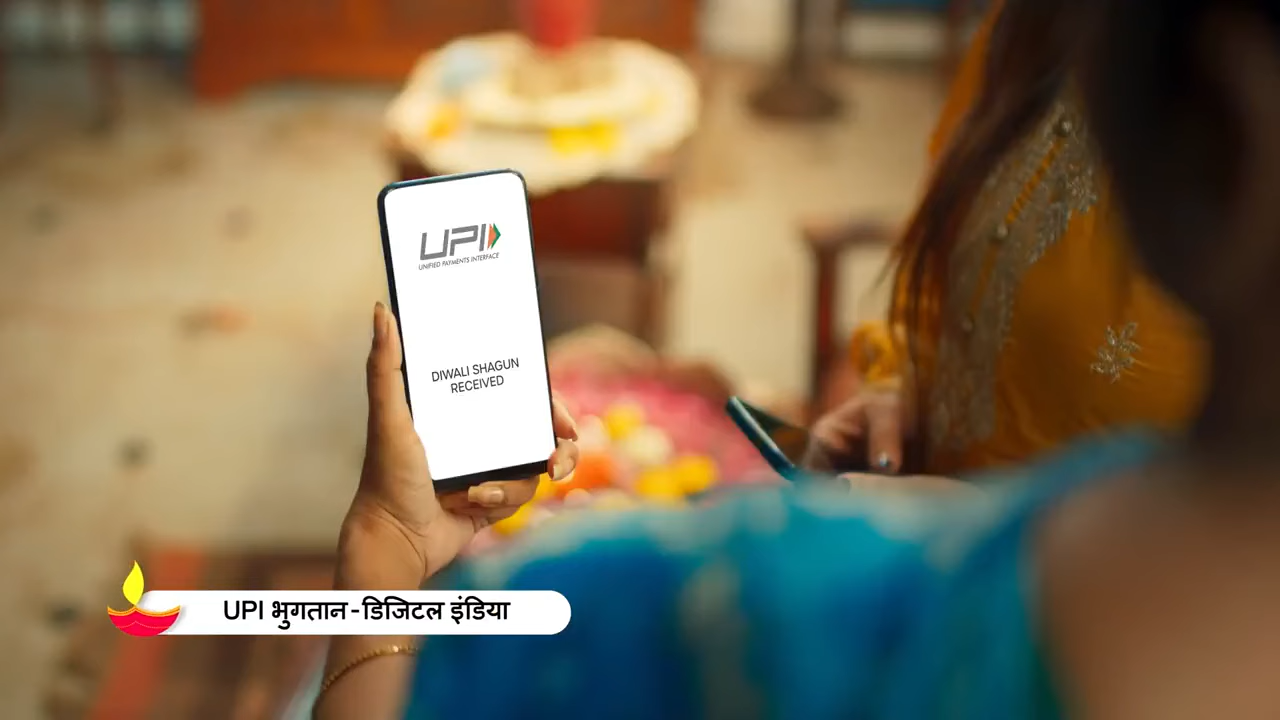 UPI
UNIFIED PAYMENTS INTERFACE
DIWALI SHAGUN
RECEIVED
UPI भुगतान - डिजिटल इंडिया